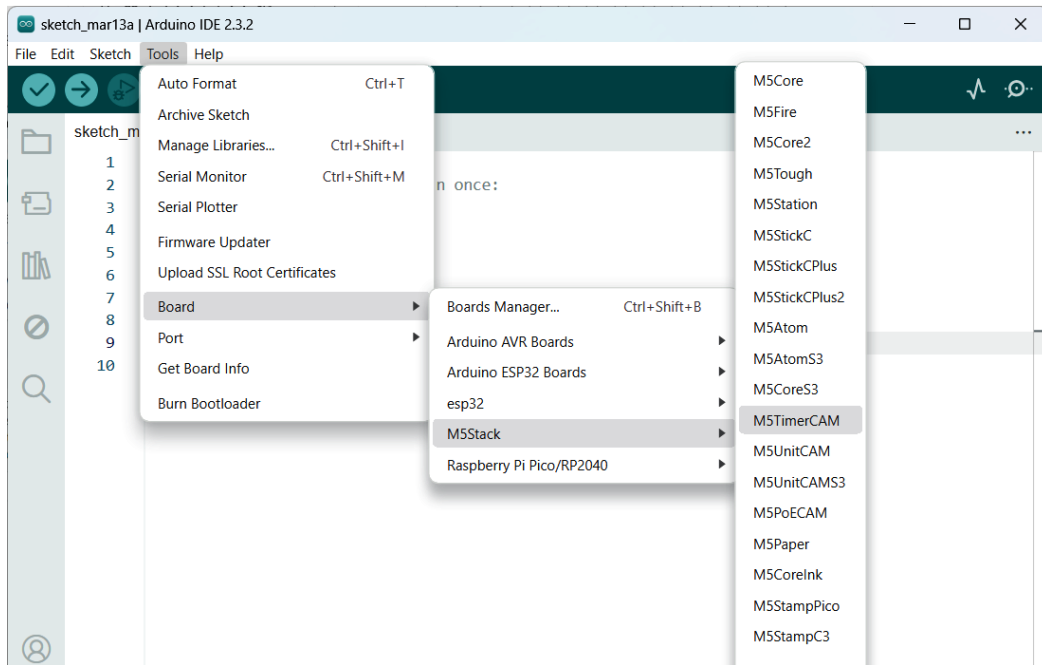 sketch_mar13a | Arduino IDE 2.3.2
File Edit Sketch Tools Help
sketch_m
1
2
3
4
5
6
7
8
9
10
n once:
Auto Format Ctrl+T
Archive Sketch
Manage Libraries... Ctrl+Shift+I
Serial Monitor Ctrl+Shift+M
Serial Plotter
Firmware Updater
Upload SSL Root Certificates
Board
Port
Get Board Info
Burn Bootloader
Boards Manager... Ctrl+Shift+B
Arduino AVR Boards
Arduino ESP32 Boards
esp32
M5Stack
Raspberry Pi Pico/RP2040
M5Core
M5Fire
M5Core2
M5Tough
M5Station
M5StickC
M5StickCPlus
M5StickCPlus2
M5Atom
M5AtomS3
M5CoreS3
M5TimerCAM
M5UnitCAM
M5UnitCAMS3
M5PoECAM
M5Paper
M5CoreInk
M5StampPico
M5StampC3